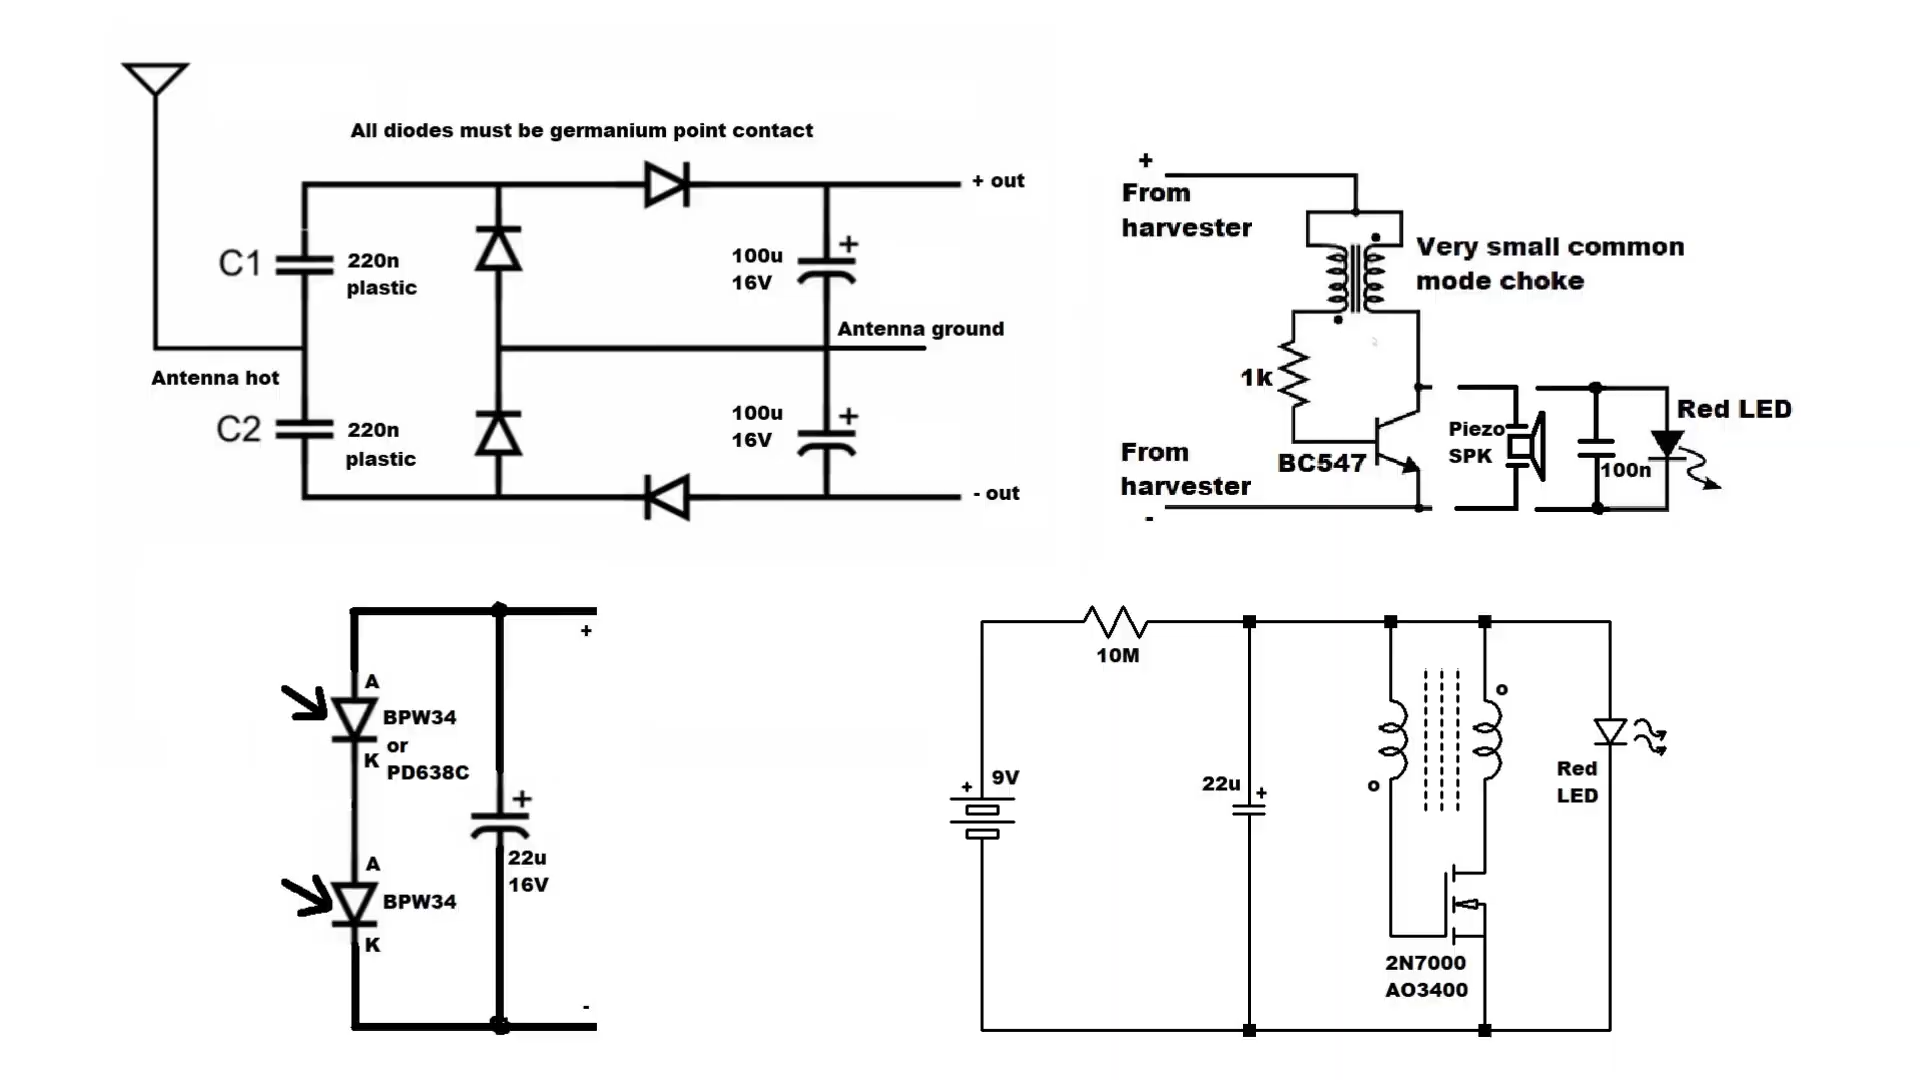 All diodes must be germanium point contact
+ out
C1
220n
plastic
100u
16V
+
Antenna ground
Antenna hot
C2
220n
plastic
100u
16V
+
- out
+
From
harvester
Very small common
mode choke
1k
BC547
From
harvester
-
Piezo
SPK
100n
Red LED
+
A
BPW34
or
PD638C
K
+
22u
16V
A
BPW34
K
-
10M
+ 9V
22u +
o
o
Red
LED
2N7000
AO3400